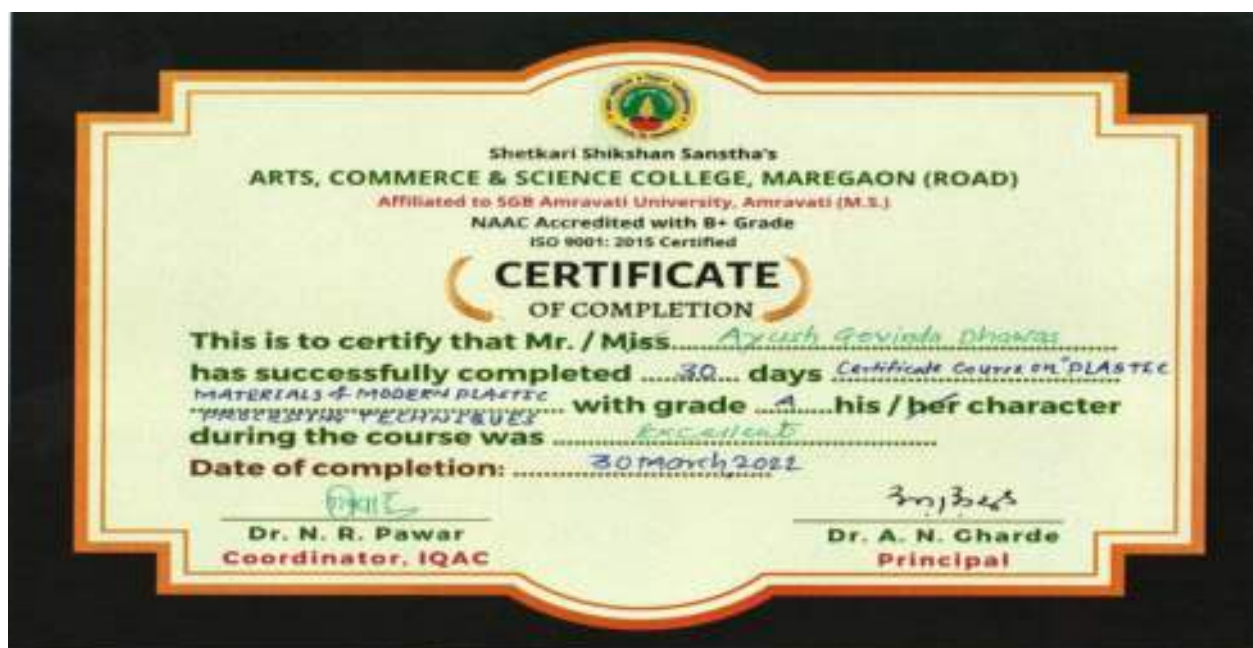 Shetkari Shikshan Sanstha's
ARTS, COMMERCE & SCIENCE COLLEGE, MAREGAON (ROAD)
Affiliated to SGB Amravati University, Amravati (M.S.)
NAAC Accredited with B+ Grade
ISO 9001: 2015 Certified
CERTIFICATE
OF COMPLETION
This is to certify that Mr. / Miss Ayush Govinda Dhawas
has successfully completed 30 days Certificate Course on "PLASTIC
MATERIALS & MODERN PLASTIC
PROCESSING TECHNIQUES with grade A his / her character
during the course was Excellent
Date of completion: 30 March, 2022
Dr. N. R. Pawar
Coordinator, IQAC
Dr. A. N. Gharde
Principal